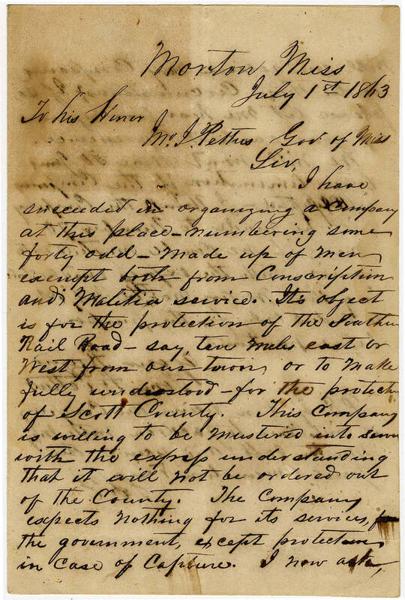 Morton Miss
July 1st 1863
To his Honor
Jno J Pettus Gov of Miss
Sir,
I have
succeeded in organizing a Company
at this place - numbering some
forty odd - made up of men
exempt both from Conscription
and Militia service. Its object
is for the protection of the Southern
Rail Road - say ten miles east or
West from our town, or to make
fully understood - for the protection
of Scott County. This Company
is willing to be mustered into service
with the express understanding
that it will not be ordered out
of the County. The Company
expects nothing for its services, from
the government, except protection
in case of Capture. I now